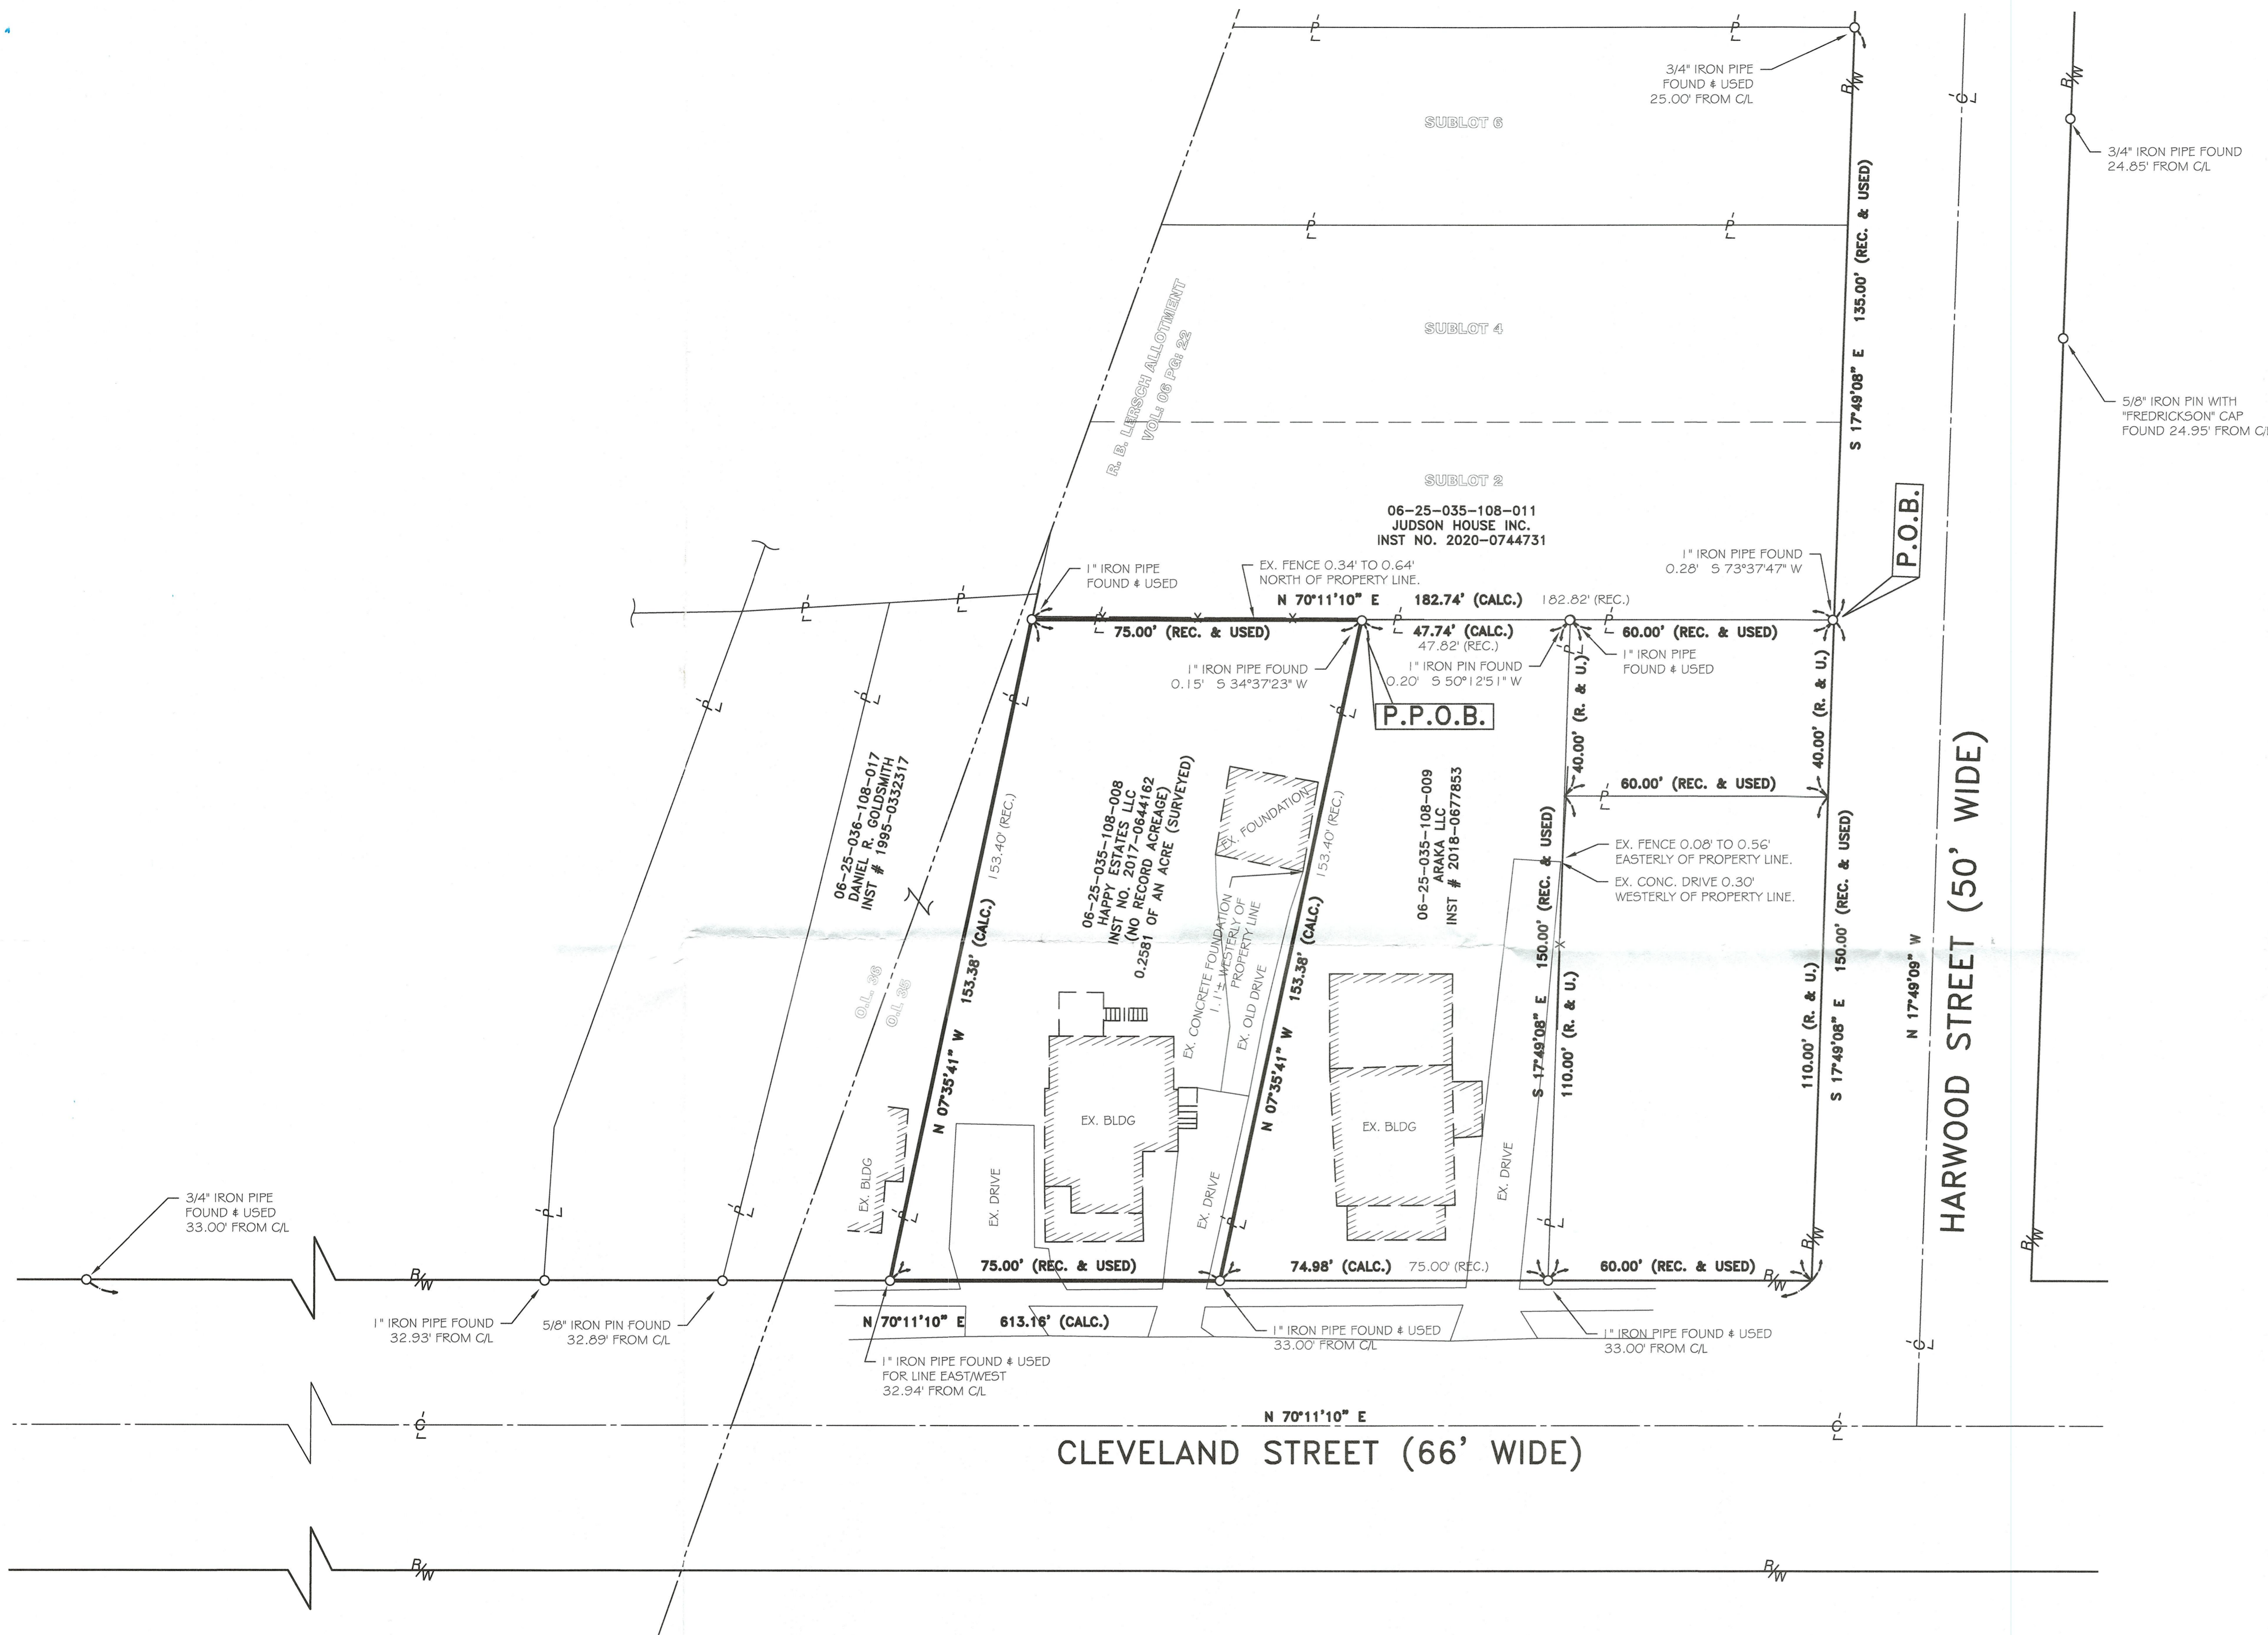 3/4" IRON PIPE
FOUND & USED
25.00' FROM C/L
R/W
C/L
R/W
P/L
P/L
SUBLOT 6
3/4" IRON PIPE FOUND
24.85' FROM C/L
S 17°49'08" E 135.00' (REC. & USED)
P/L
P/L
R. B. LERSCH ALLOTMENT
VOL: 06 PG: 22
SUBLOT 4
5/8" IRON PIN WITH
"FREDRICKSON" CAP
FOUND 24.95' FROM C/
SUBLOT 2
06-25-035-108-011
JUDSON HOUSE INC.
INST NO. 2020-0744731
P.O.B.
1" IRON PIPE
FOUND & USED
EX. FENCE 0.34' TO 0.64'
NORTH OF PROPERTY LINE.
1" IRON PIPE FOUND
0.28' S 73°37'47" W
N 70°11'10" E 182.74' (CALC.) 182.82' (REC.)
P/L
P/L
P/L
P/L
P/L
75.00' (REC. & USED)
47.74' (CALC.)
47.82' (REC.)
60.00' (REC. & USED)
1" IRON PIPE FOUND
0.15' S 34°37'23" W
1" IRON PIN FOUND
0.20' S 50°12'51" W
1" IRON PIPE
FOUND & USED
P.P.O.B.
40.00' (R. & U.)
40.00' (R. & U.)
P/L
P/L
P/L
P/L
P/L
60.00' (REC. & USED)
P/L
06-25-036-108-017
DANIEL R. GOLDSMITH
INST # 1995-0332317
153.40' (REC.)
N 07°35'41" W 153.38' (CALC.)
06-25-035-108-008
HAPPY ESTATES LLC
INST NO. 2017-0644162
(NO RECORD ACREAGE)
0.2581 OF AN ACRE (SURVEYED)
EX. FOUNDATION
EX. CONCRETE FOUNDATION
1.1'± WESTERLY OF
PROPERTY LINE
EX. OLD DRIVE
153.40' (REC.)
N 07°35'41" W 153.38' (CALC.)
06-25-035-108-009
ARAKA LLC
INST # 2018-0677853
EX. FENCE 0.08' TO 0.56'
EASTERLY OF PROPERTY LINE.
EX. CONC. DRIVE 0.30'
WESTERLY OF PROPERTY LINE.
S 17°49'08" E 150.00' (REC. & USED)
110.00' (R. & U.)
110.00' (R. & U.)
S 17°49'08" E 150.00' (REC. & USED)
N 17°49'09" W
HARWOOD STREET (50' WIDE)
O.L. 36
O.L. 35
EX. BLDG
EX. DRIVE
EX. BLDG
EX. DRIVE
EX. BLDG
EX. DRIVE
3/4" IRON PIPE
FOUND & USED
33.00' FROM C/L
P/L
P/L
P/L
P/L
P/L
R/W
R/W
R/W
75.00' (REC. & USED)
74.98' (CALC.) 75.00' (REC.)
60.00' (REC. & USED)
R/W
1" IRON PIPE FOUND
32.93' FROM C/L
5/8" IRON PIN FOUND
32.89' FROM C/L
N 70°11'10" E 613.16' (CALC.)
1" IRON PIPE FOUND & USED
33.00' FROM C/L
1" IRON PIPE FOUND & USED
33.00' FROM C/L
1" IRON PIPE FOUND & USED
FOR LINE EAST/WEST
32.94' FROM C/L
C/L
C/L
N 70°11'10" E
C/L
CLEVELAND STREET (66' WIDE)
R/W
R/W